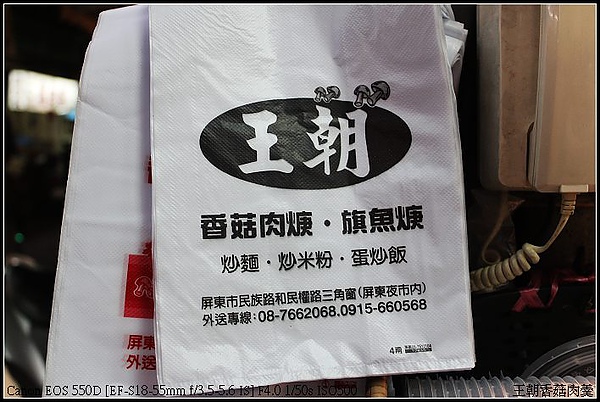 王朝
香菇肉焿・旗魚焿
炒麵・炒米粉・蛋炒飯
屏東市民族路和民權路三角窗(屏東夜市內)
外送專線:08-7662068.0915-660568
4兩
屏東
外送
Canon EOS 550D [EF-S18-55mm f/3.5-5.6 IS] F4.0 1/50s ISO500
王朝香菇肉羹